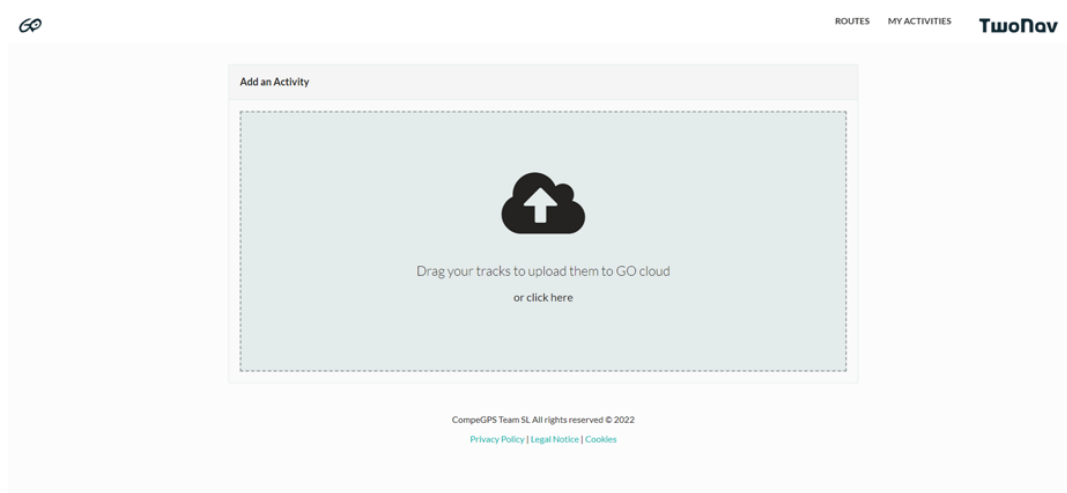 GO
ROUTES MY ACTIVITIES TwoNav
Add an Activity
Drag your tracks to upload them to GO cloud
or click here
CompeGPS Team SL All rights reserved © 2022
Privacy Policy | Legal Notice | Cookies